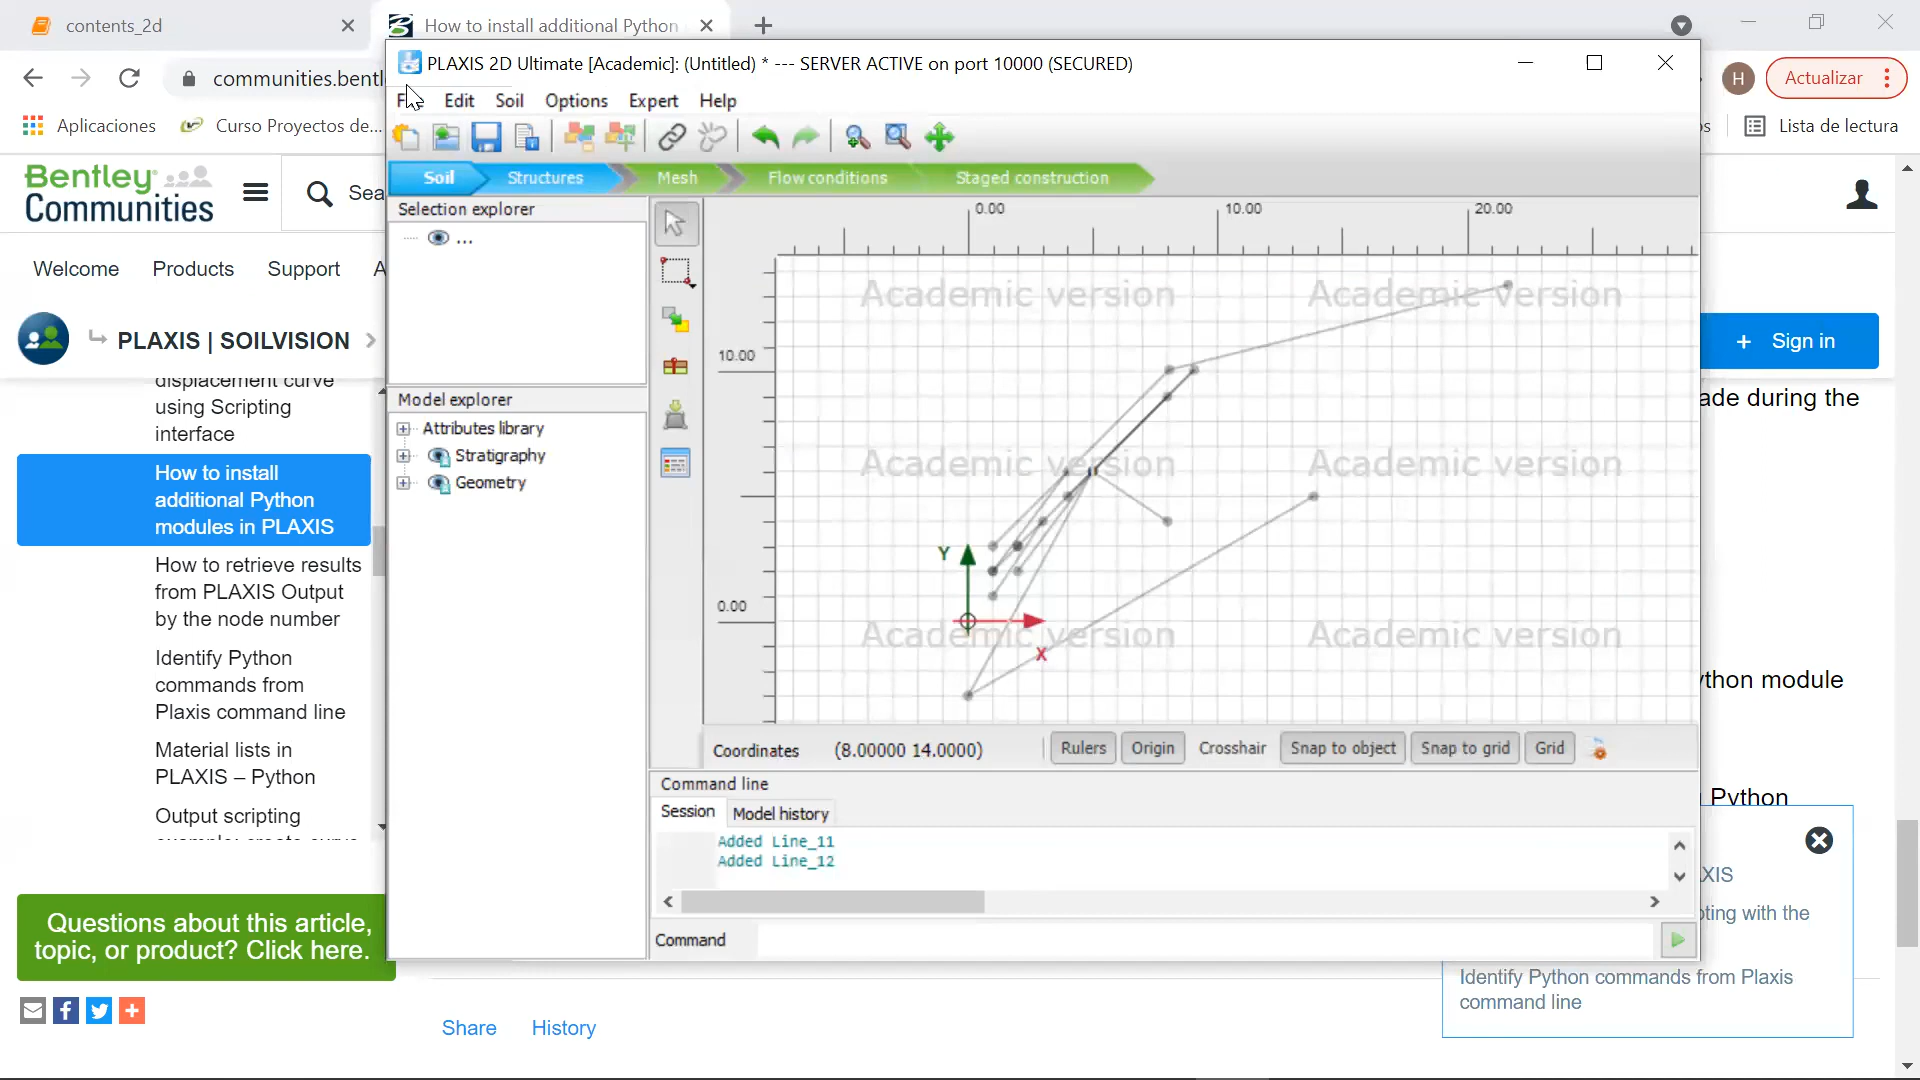 contents_2d
How to install additional Python
communities.bentl
H
Actualizar
Aplicaciones
Curso Proyectos de...
os
Lista de lectura
Bentley
Communities
Sea
Welcome
Products
Support
A
PLAXIS | SOILVISION
Sign in
displacement curve
using Scripting
interface
How to install
additional Python
modules in PLAXIS
How to retrieve results
from PLAXIS Output
by the node number
Identify Python
commands from
Plaxis command line
Material lists in
PLAXIS – Python
Output scripting
Questions about this article,
topic, or product? Click here.
Share
History
PLAXIS 2D Ultimate [Academic]: (Untitled) * --- SERVER ACTIVE on port 10000 (SECURED)
F
Edit
Soil
Options
Expert
Help
Soil
Structures
Mesh
Flow conditions
Staged construction
Selection explorer
...
Model explorer
Attributes library
Stratigraphy
Geometry
0.00
10.00
20.00
10.00
0.00
Academic version
Academic version
Academic version
Academic version
Academic version
Academic version
Y
X
Coordinates
(8.00000 14.0000)
Rulers
Origin
Crosshair
Snap to object
Snap to grid
Grid
Command line
Session
Model history
Added Line_11
Added Line_12
Command
ade during the
ython module
Python
XIS
pting with the
Identify Python commands from Plaxis
command line